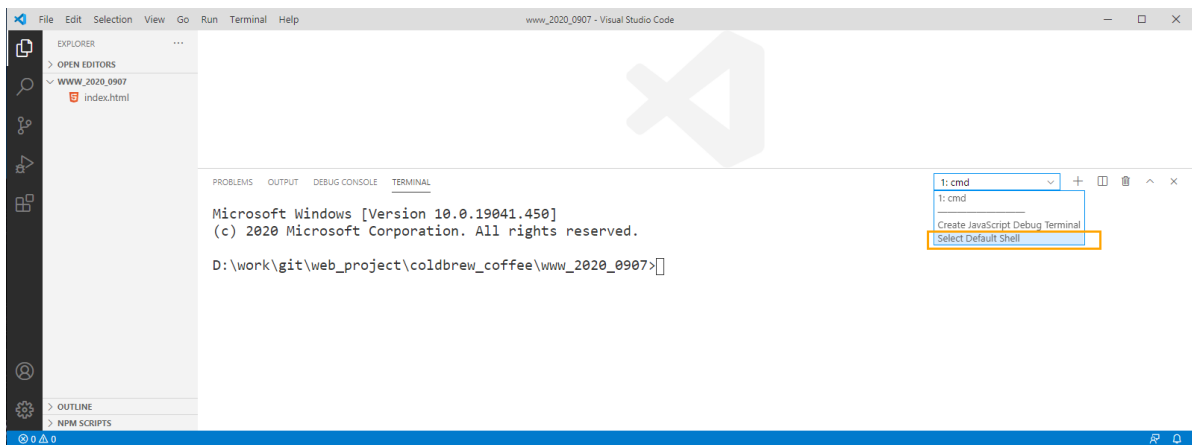 File Edit Selection View Go Run Terminal Help www_2020_0907 - Visual Studio Code
EXPLORER ...
> OPEN EDITORS
WWW_2020_0907
index.html
PROBLEMS OUTPUT DEBUG CONSOLE TERMINAL
1: cmd
1: cmd
Create JavaScript Debug Terminal
Select Default Shell
Microsoft Windows [Version 10.0.19041.450]
(c) 2020 Microsoft Corporation. All rights reserved.
D:\work\git\web_project\coldbrew_coffee\www_2020_0907>
> OUTLINE
> NPM SCRIPTS
0 0